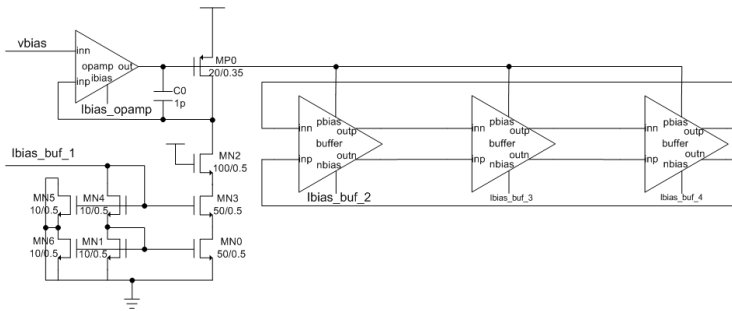 vbias
inn
opamp out
inp ibias
Ibias_opamp
C0
1p
MP0
20/0.35
MN2
100/0.5
Ibias_buf_1
MN5
10/0.5
MN4
10/0.5
MN3
50/0.5
MN6
10/0.5
MN1
10/0.5
MN0
50/0.5
pbias
inn outp
buffer
inp outn
nbias
Ibias_buf_2
pbias
inn outp
buffer
inp outn
nbias
Ibias_buf_3
pbias
inn outp
buffer
inp outn
nbias
Ibias_buf_4